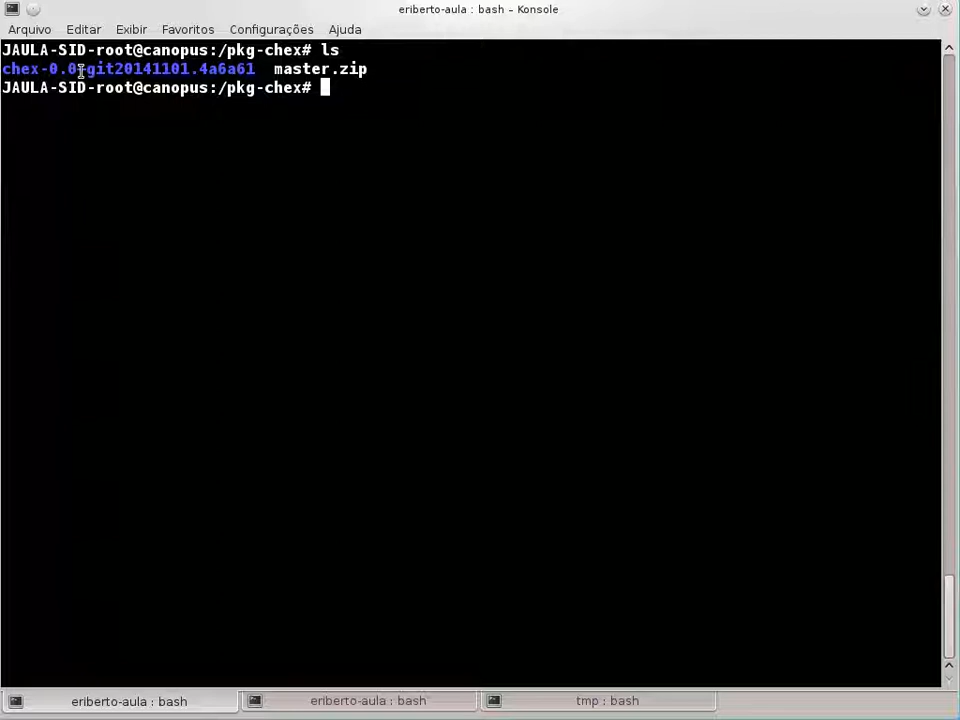 eriberto-aula : bash – Konsole
Arquivo Editar Exibir Favoritos Configurações Ajuda
JAULA-SID-root@canopus:/pkg-chex# ls
chex-0.0~git20141101.4a6a61 master.zip
JAULA-SID-root@canopus:/pkg-chex#
eriberto-aula : bash eriberto-aula : bash tmp : bash